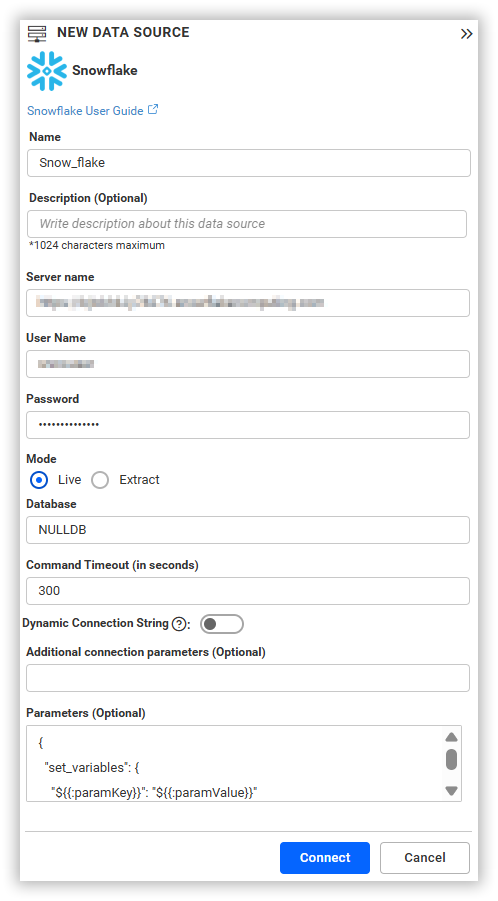 NEW DATA SOURCE
Snowflake
Snowflake User Guide
Name
Snow_flake
Description (Optional)
Write description about this data source
*1024 characters maximum
Server name
User Name
Password
••••••••••••••
Mode
Live Extract
Database
NULLDB
Command Timeout (in seconds)
300
Dynamic Connection String ? :
Additional connection parameters (Optional)
Parameters (Optional)
{
"set_variables": {
"${{:paramKey}}": "${{:paramValue}}"
Connect Cancel